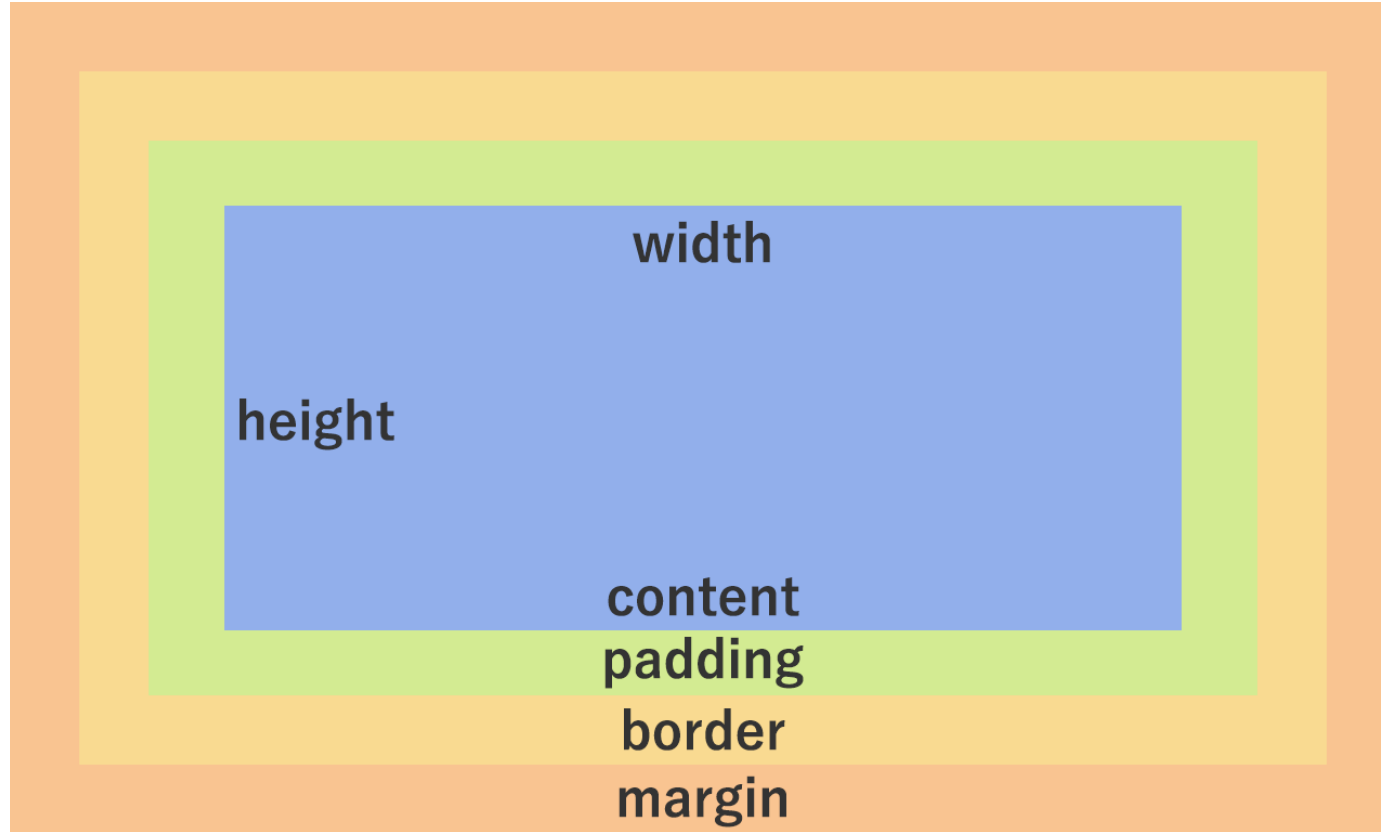 width
height
content
padding
border
margin